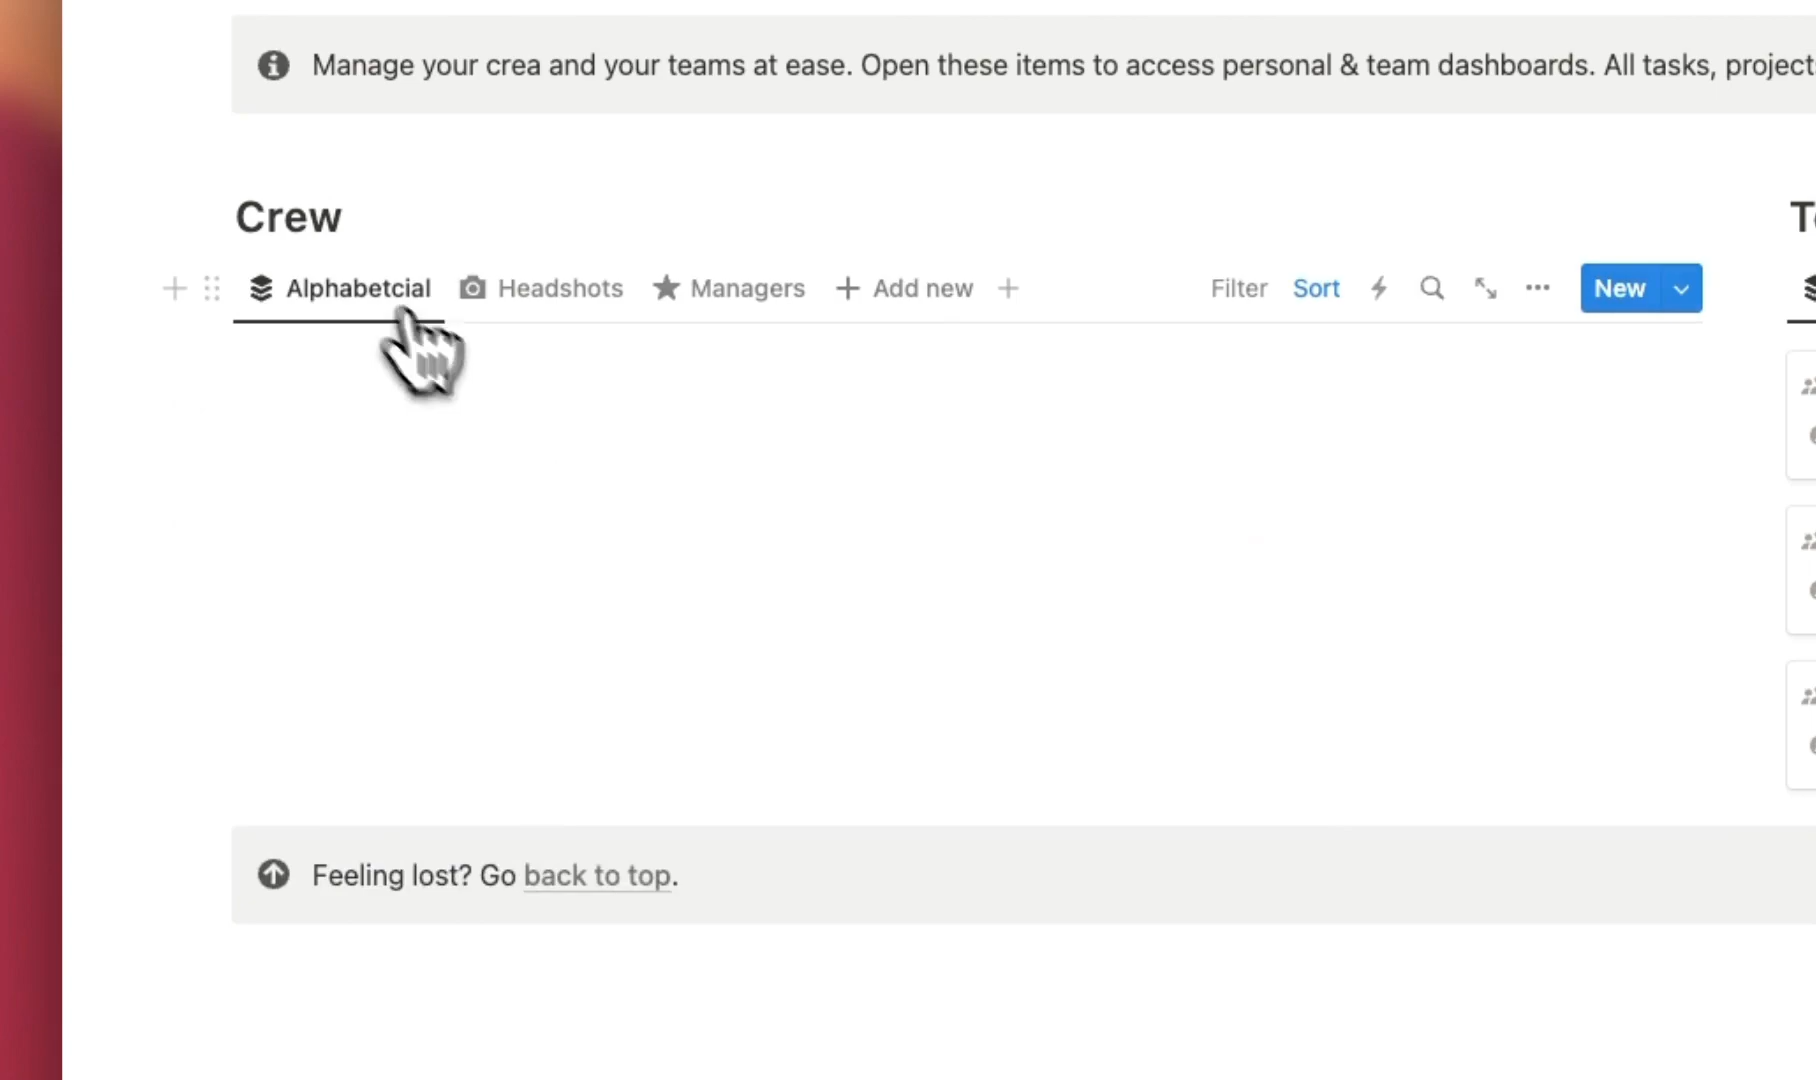 Manage your crea and your teams at ease. Open these items to access personal & team dashboards. All tasks,
Crew
Alphabetcial Headshots Managers Add new Filter Sort New
Feeling lost? Go back to top.